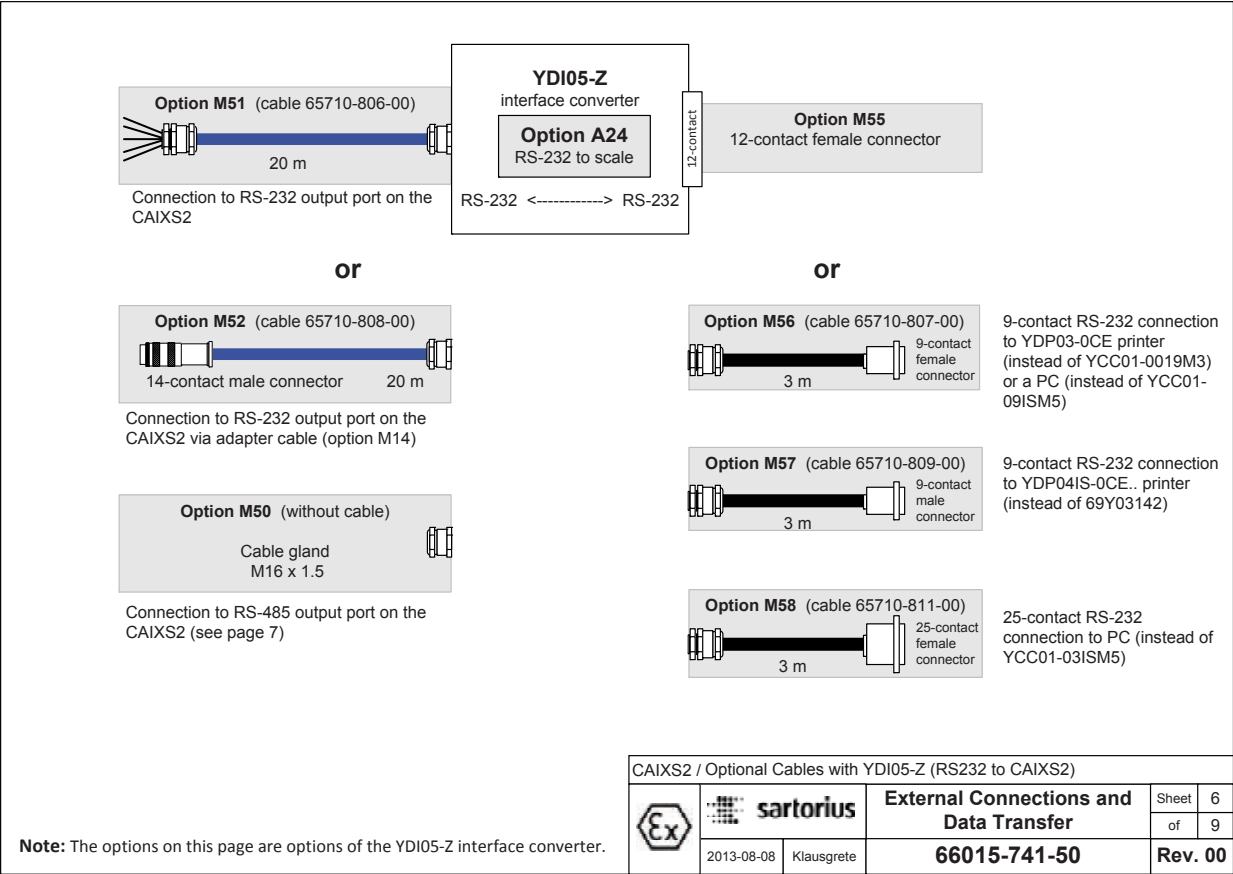 Option M51 (cable 65710-806-00)
20 m
Connection to RS-232 output port on the
CAIXS2
YDI05-Z
interface converter
Option A24
RS-232 to scale
RS-232 <------------> RS-232
12-contact
Option M55
12-contact female connector
or
or
Option M52 (cable 65710-808-00)
14-contact male connector 20 m
Connection to RS-232 output port on the
CAIXS2 via adapter cable (option M14)
Option M50 (without cable)
Cable gland
M16 x 1.5
Connection to RS-485 output port on the
CAIXS2 (see page 7)
Option M56 (cable 65710-807-00)
9-contact
female
connector
3 m
9-contact RS-232 connection
to YDP03-0CE printer
(instead of YCC01-0019M3)
or a PC (instead of YCC01-
09ISM5)
Option M57 (cable 65710-809-00)
9-contact
male
connector
3 m
9-contact RS-232 connection
to YDP04IS-0CE.. printer
(instead of 69Y03142)
Option M58 (cable 65710-811-00)
25-contact
female
connector
3 m
25-contact RS-232
connection to PC (instead of
YCC01-03ISM5)
Note: The options on this page are options of the YDI05-Z interface converter.
CAIXS2 / Optional Cables with YDI05-Z (RS232 to CAIXS2)
Ex
sartorius
External Connections and
Data Transfer
Sheet 6
of 9
2013-08-08 Klausgrete
66015-741-50
Rev. 00